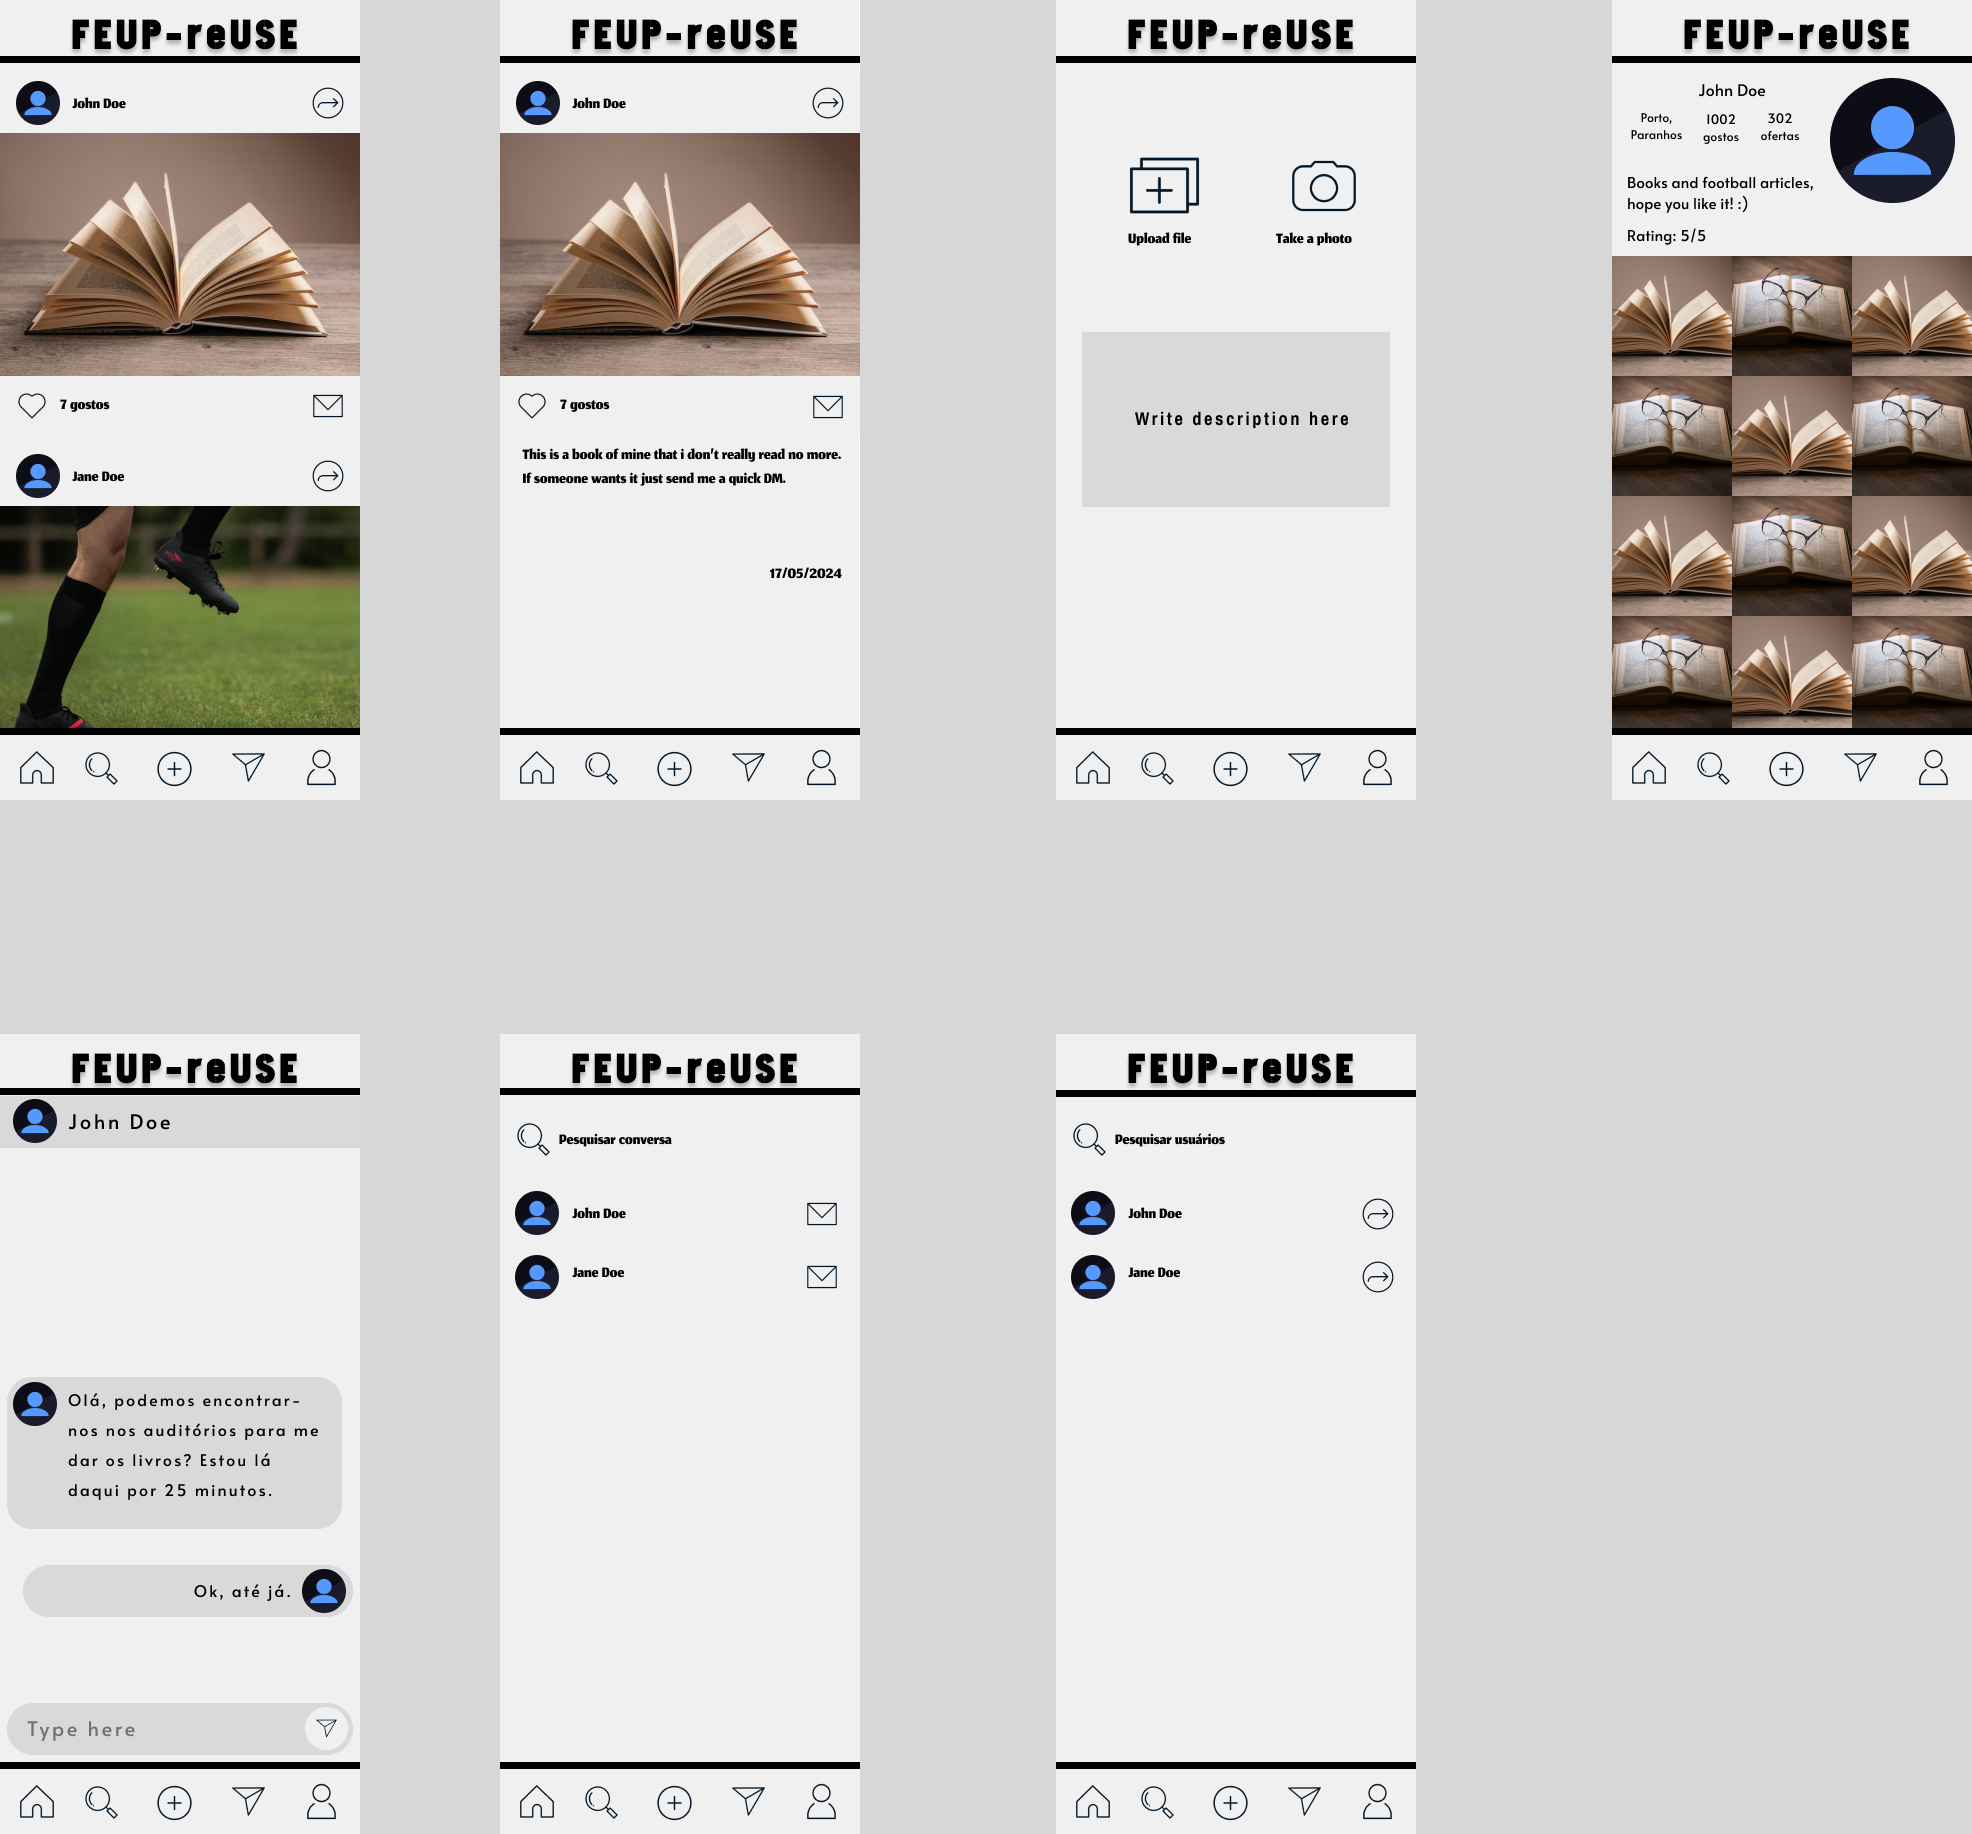 FEUP-reUSE
John Doe
7 gostos
Jane Doe
FEUP-reUSE
John Doe
7 gostos
This is a book of mine that i don't really read no more.
If someone wants it just send me a quick DM.
17/05/2024
FEUP-reUSE
Upload file
Take a photo
Write description here
FEUP-reUSE
John Doe
Porto,
Paranhos
1002
gostos
302
ofertas
Books and football articles,
hope you like it! :)
Rating: 5/5
FEUP-reUSE
John Doe
Olá, podemos encontrar-
nos nos auditórios para me
dar os livros? Estou lá
daqui por 25 minutos.
Ok, até já.
Type here
FEUP-reUSE
Pesquisar conversa
John Doe
Jane Doe
FEUP-reUSE
Pesquisar usuários
John Doe
Jane Doe